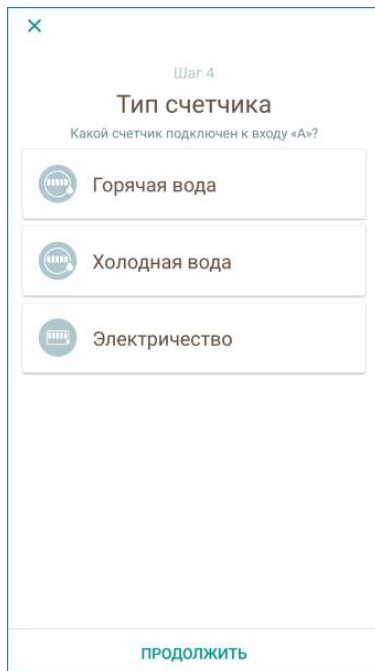 Шаг 4
Тип счетчика
Какой счетчик подключен к входу «А»?
Горячая вода
Холодная вода
Электричество
ПРОДОЛЖИТЬ